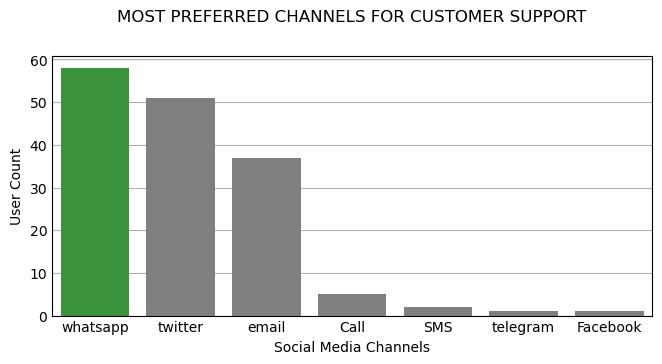 MOST PREFERRED CHANNELS FOR CUSTOMER SUPPORT
60
50
40
30
20
10
0
User Count
whatsapp twitter email Call SMS telegram Facebook
Social Media Channels